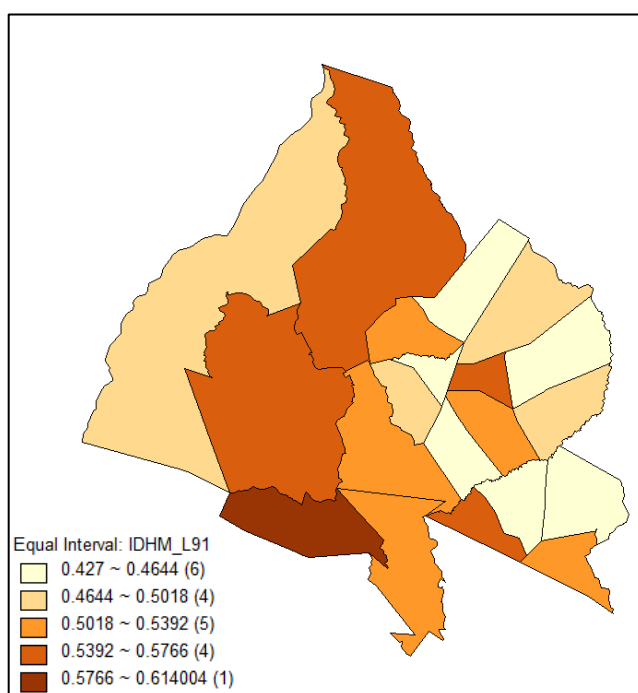 Equal Interval: IDHM_L91
0.427 ~ 0.4644 (6)
0.4644 ~ 0.5018 (4)
0.5018 ~ 0.5392 (5)
0.5392 ~ 0.5766 (4)
0.5766 ~ 0.614004 (1)